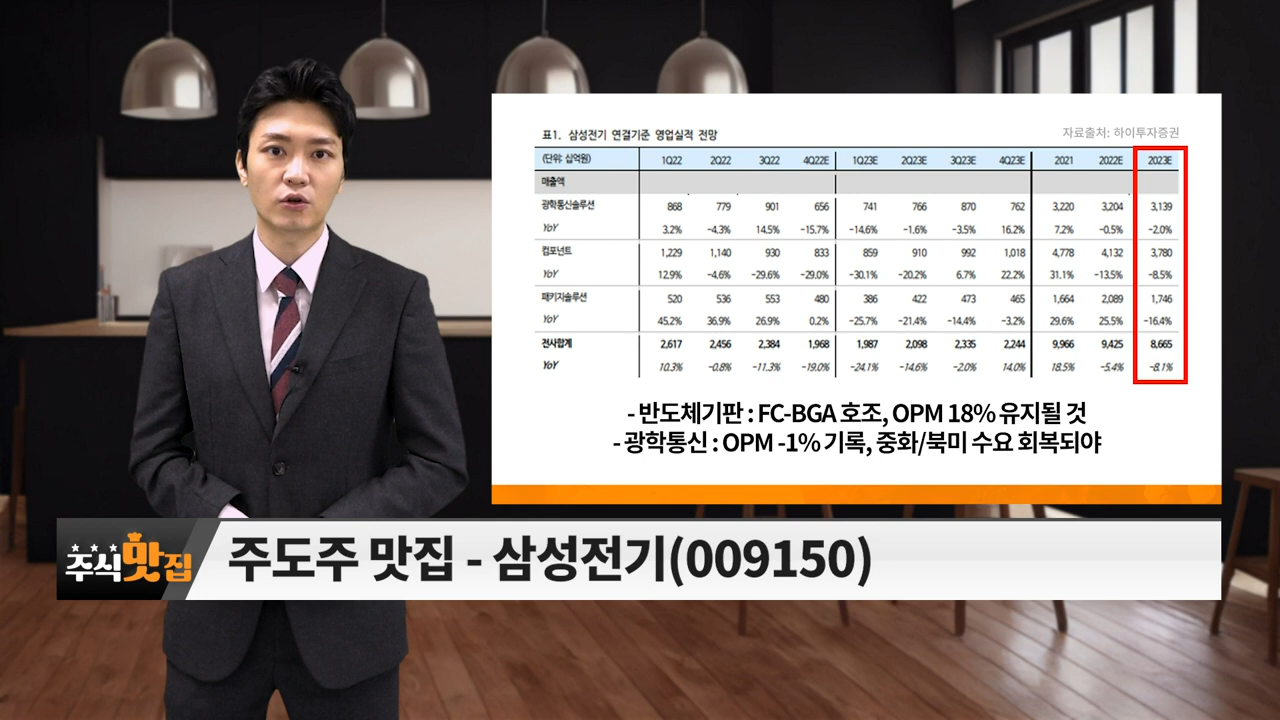 자료출처: 하이투자증권
표1. 삼성전기 연결기준 영업실적 전망
(단위: 십억원) 1Q22 2Q22 3Q22 4Q22E 1Q23E 2Q23E 3Q23E 4Q23E 2021 2022E 2023E
매출액
광학통신솔루션 868 779 901 656 741 766 870 762 3,220 3,204 3,139
YoY 3.2% -4.3% 14.5% -15.7% -14.6% -1.6% -3.5% 16.2% 7.2% -0.5% -2.0%
컴포넌트 1,229 1,140 930 833 859 910 992 1,018 4,778 4,132 3,780
YoY 12.9% -4.6% -29.6% -29.0% -30.1% -20.2% 6.7% 22.2% 31.1% -13.5% -8.5%
패키지솔루션 520 536 553 480 386 422 473 465 1,664 2,089 1,746
YoY 45.2% 36.9% 26.9% 0.2% -25.7% -21.4% -14.4% -3.2% 29.6% 25.5% -16.4%
전사합계 2,617 2,456 2,384 1,968 1,987 2,098 2,335 2,244 9,966 9,425 8,665
YoY 10.3% -0.8% -11.3% -19.0% -24.1% -14.6% -2.0% 14.0% 18.5% -5.4% -8.1%
- 반도체기판 : FC-BGA 호조, OPM 18% 유지될 것
- 광학통신 : OPM -1% 기록, 중화/북미 수요 회복되야
주식맛집
주도주 맛집 - 삼성전기(009150)